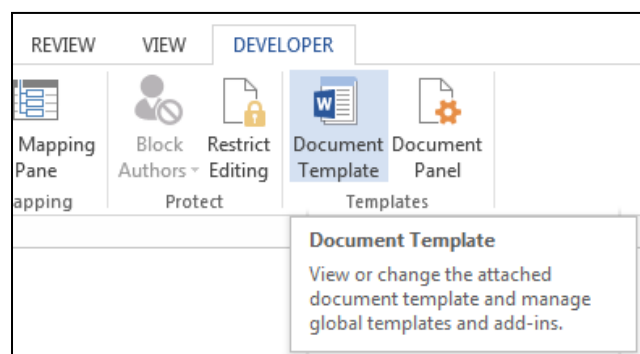 REVIEW VIEW DEVELOPER
Mapping Block Restrict Document Document
Pane Authors Editing Template Panel
apping Protect Templates
Document Template
View or change the attached
document template and manage
global templates and add-ins.